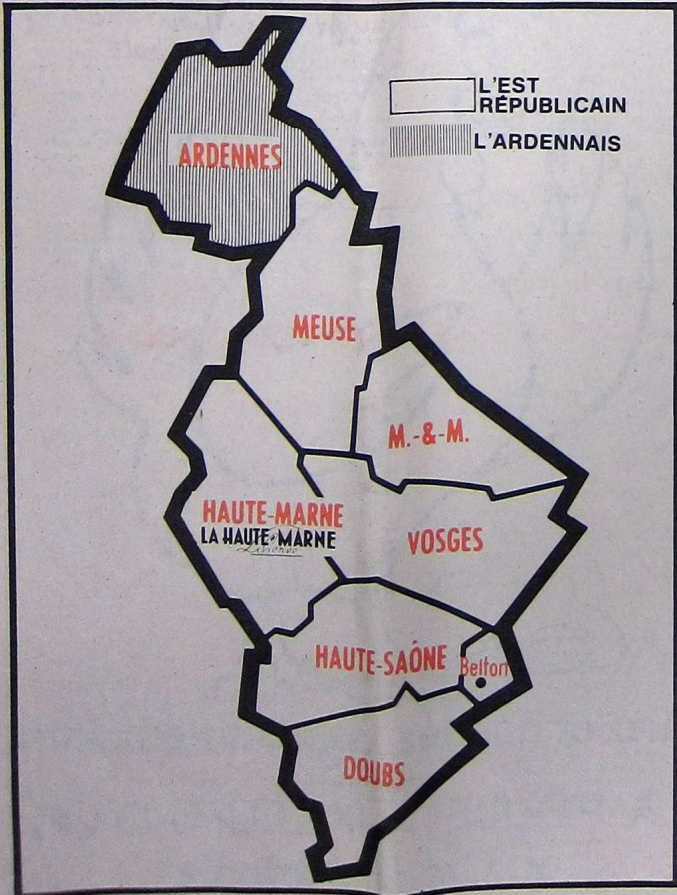 L'EST
RÉPUBLICAIN
L'ARDENNAIS
ARDENNES
MEUSE
M.-&-M.
HAUTE-MARNE
LA HAUTE-MARNE
VOSGES
HAUTE-SAÔNE
Belfort
DOUBS